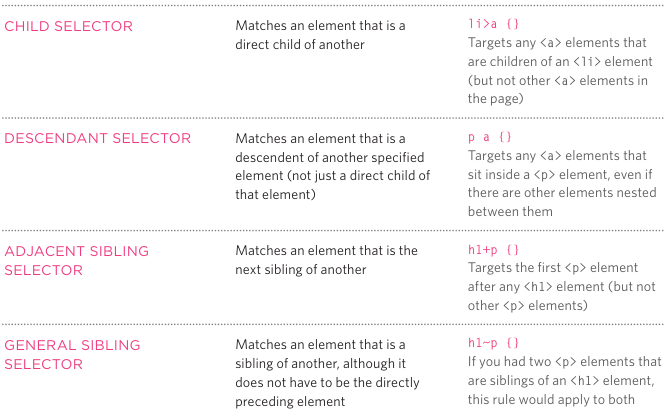 CHILD SELECTOR
Matches an element that is a
direct child of another
li>a {}
Targets any <a> elements that
are children of an <li> element
(but not other <a> elements in
the page)
DESCENDANT SELECTOR
Matches an element that is a
descendent of another specified
element (not just a direct child of
that element)
p a {}
Targets any <a> elements that
sit inside a <p> element, even if
there are other elements nested
between them
ADJACENT SIBLING
SELECTOR
Matches an element that is the
next sibling of another
h1+p {}
Targets the first <p> element
after any <h1> element (but not
other <p> elements)
GENERAL SIBLING
SELECTOR
Matches an element that is a
sibling of another, although it
does not have to be the directly
preceding element
h1~p {}
If you had two <p> elements that
are siblings of an <h1> element,
this rule would apply to both